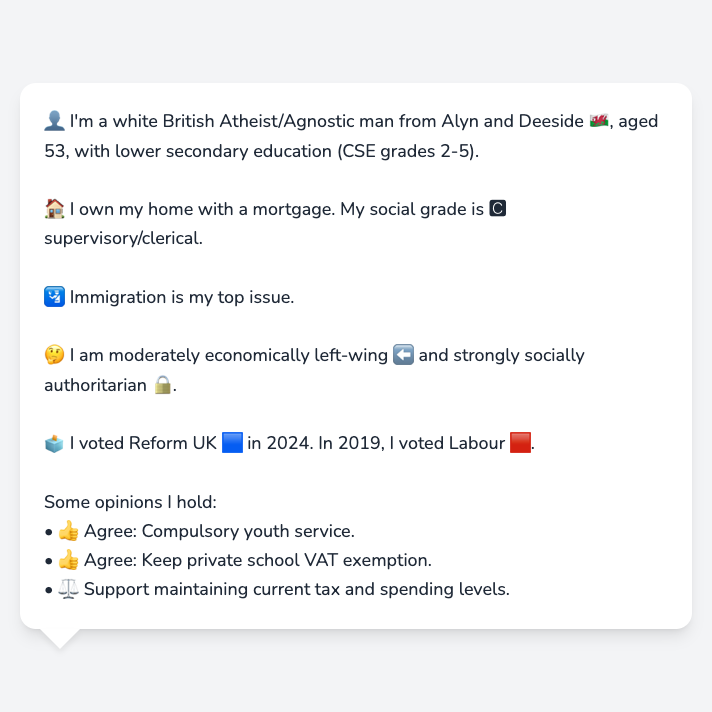 👤 I'm a white British Atheist/Agnostic man from Alyn and Deeside 🏴󠁧󠁢󠁷󠁬󠁳󠁿, aged
53, with lower secondary education (CSE grades 2-5).
🏠 I own my home with a mortgage. My social grade is 🅲
supervisory/clerical.
🛂 Immigration is my top issue.
🤔 I am moderately economically left-wing ⬅️ and strongly socially
authoritarian 🔒.
🗳️ I voted Reform UK 🟦 in 2024. In 2019, I voted Labour 🟥.
Some opinions I hold:
• 👍 Agree: Compulsory youth service.
• 👍 Agree: Keep private school VAT exemption.
• ⚖️ Support maintaining current tax and spending levels.